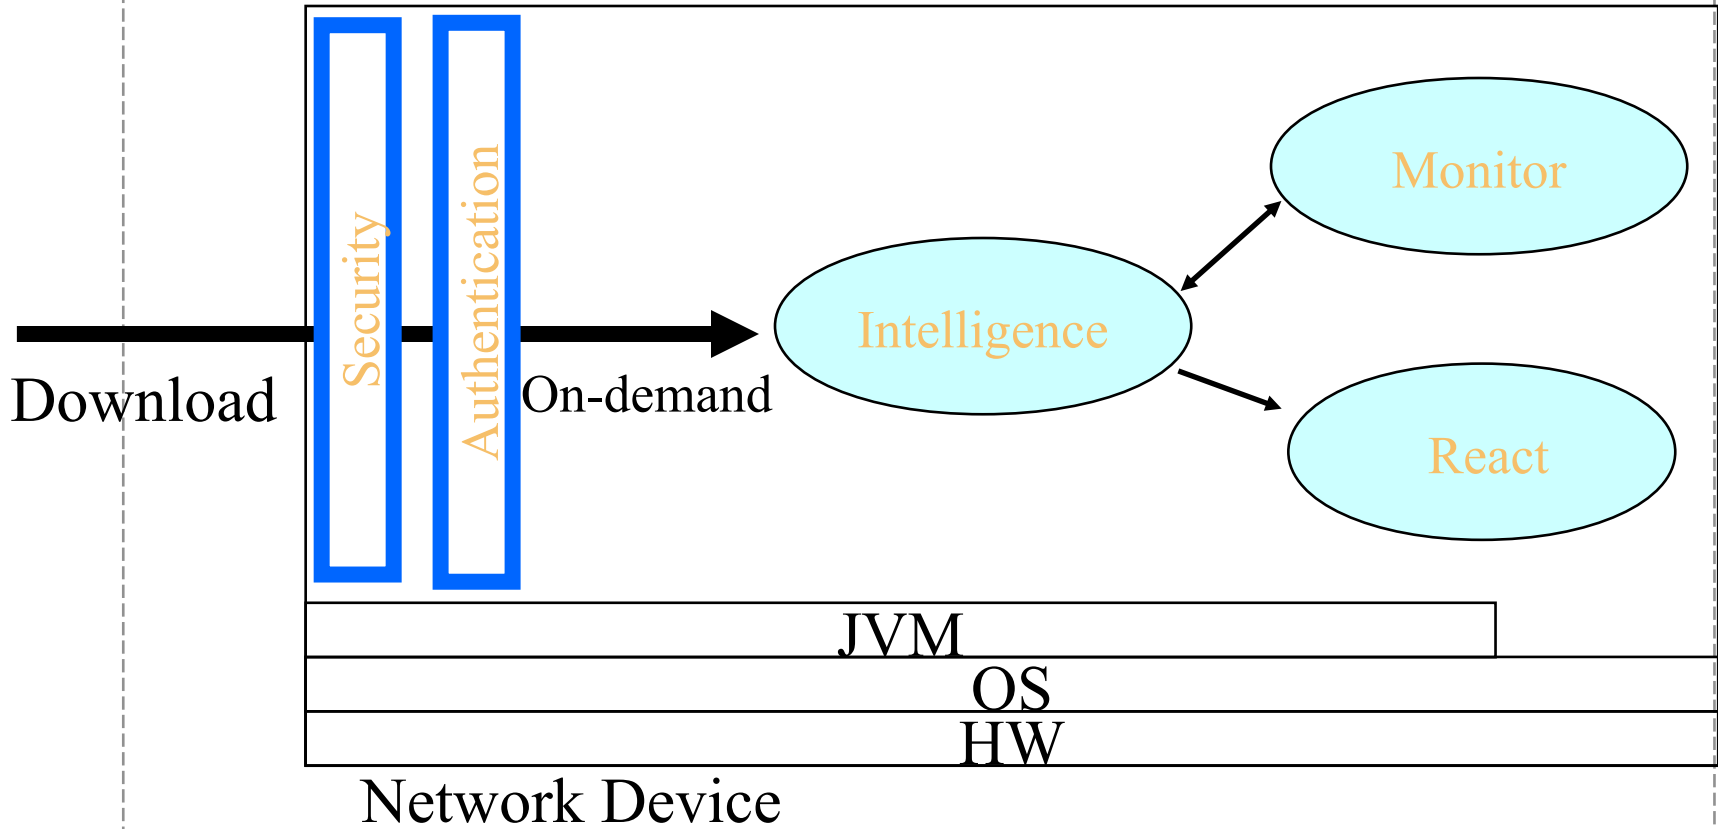 Security
Authentication
Monitor
Intelligence
Download
On-demand
React
JVM
OS
HW
Network Device